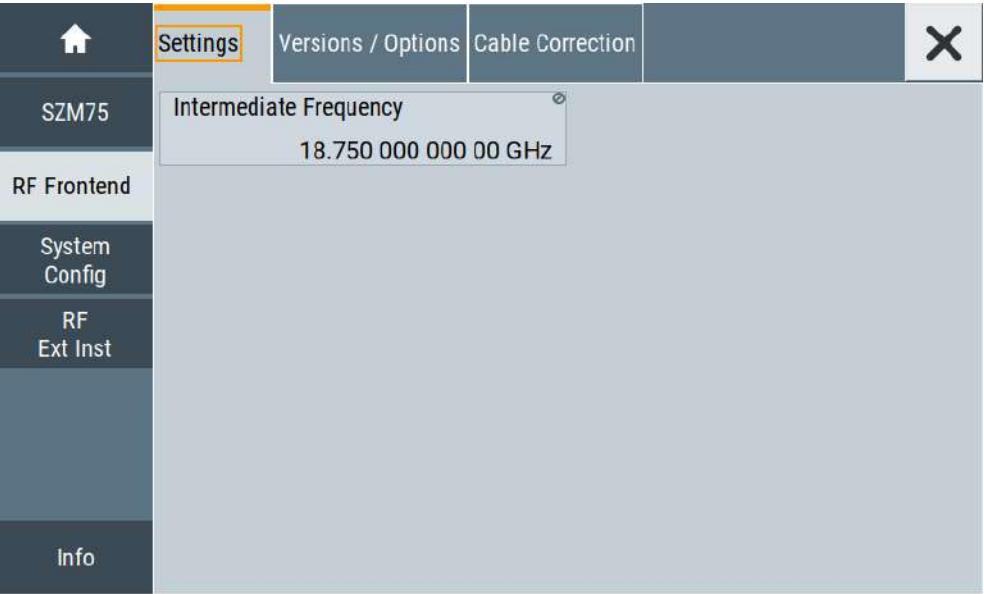 Settings
Versions / Options
Cable Correction
SZM75
RF Frontend
System
Config
RF
Ext Inst
Info
Intermediate Frequency
18.750 000 000 00 GHz